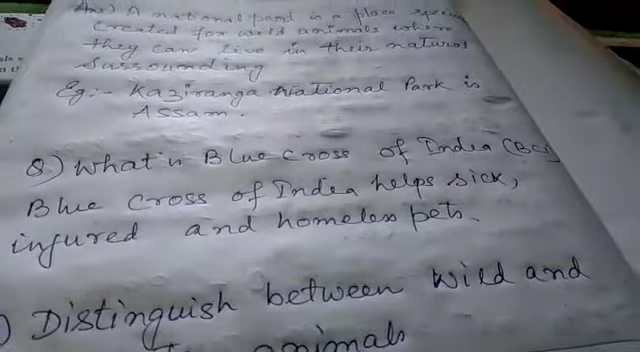 Ans) A national park is a place
created for wild animals where
they can live in their natural
surrounding
Eg:- Kaziranga National Park is
Assam.
Q) What is Blue Cross of India (BCI)
Blue Cross of India helps sick,
injured and homeless pets.
) Distinguish between wild and
animals